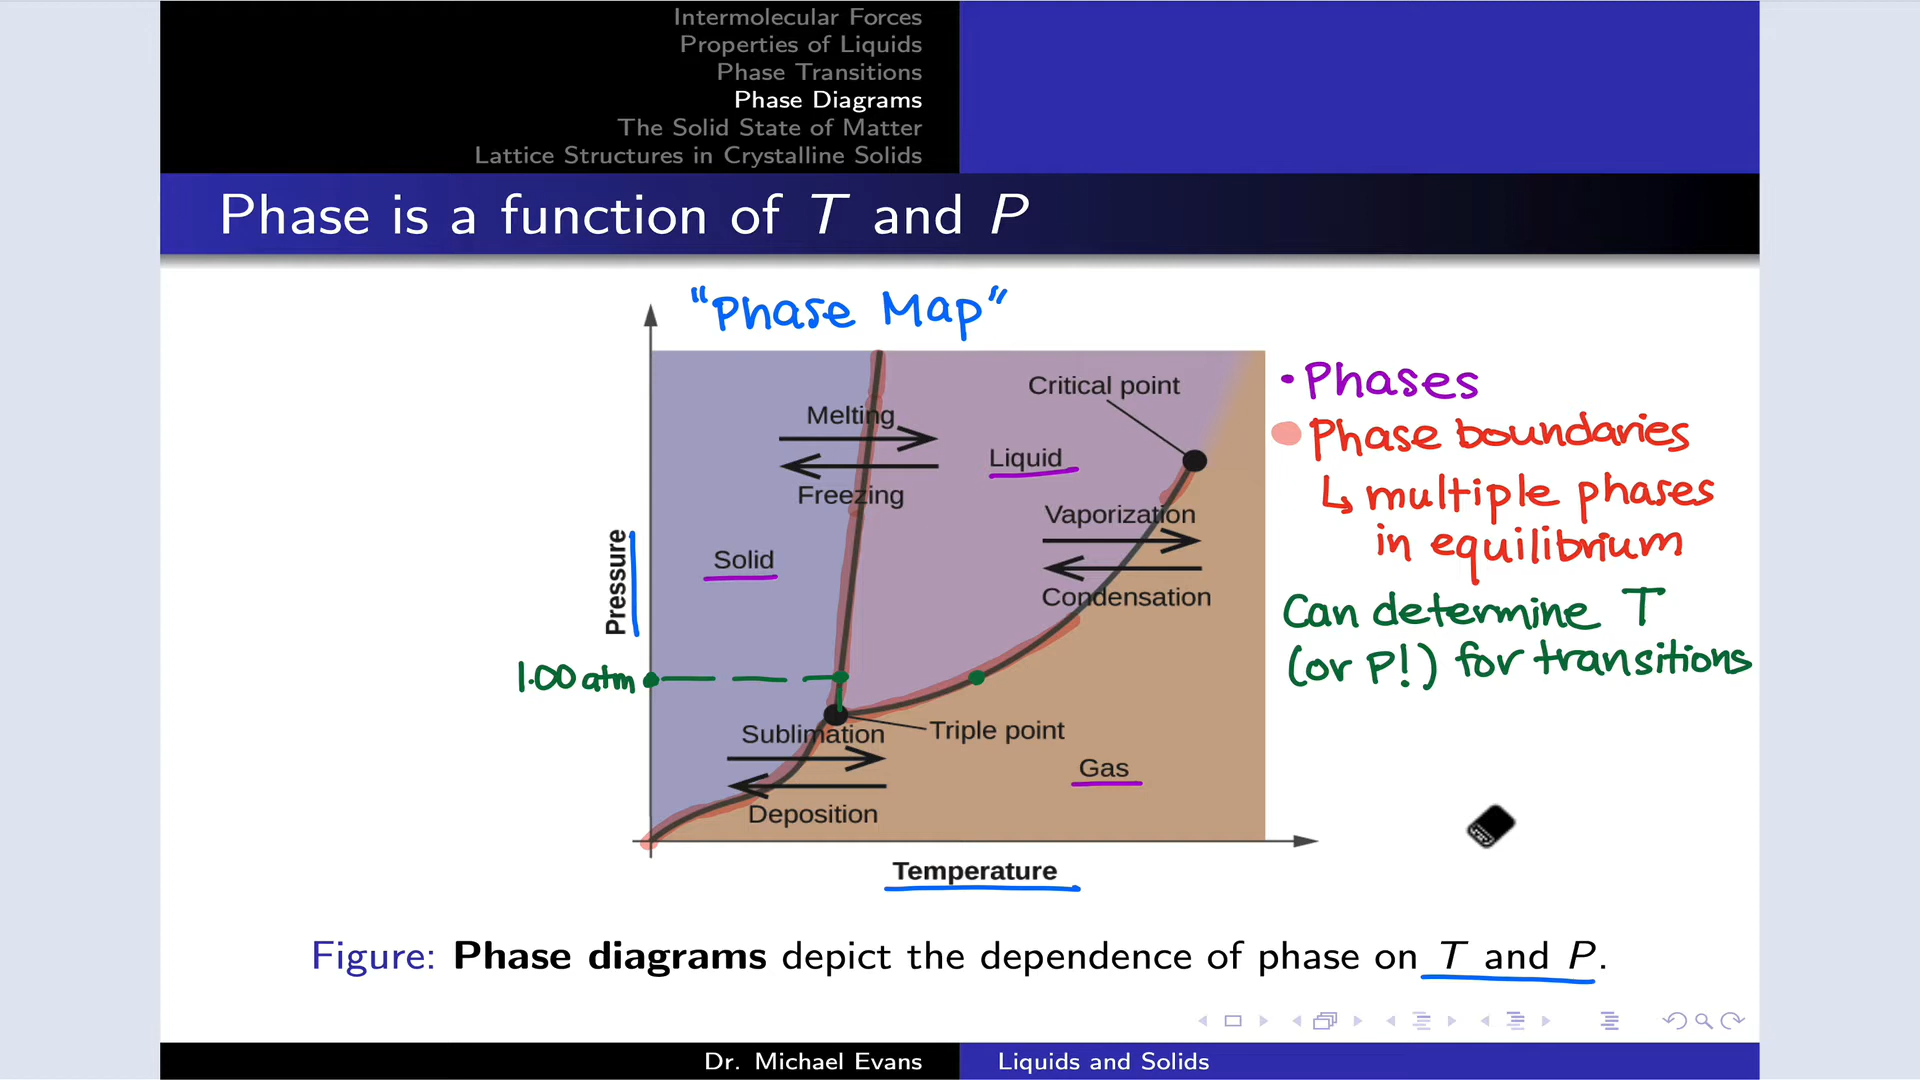 Intermolecular Forces
Properties of Liquids
Phase Transitions
Phase Diagrams
The Solid State of Matter
Lattice Structures in Crystalline Solids
Phase is a function of T and P
"Phase Map"
Critical point
Melting
Liquid
Freezing
Vaporization
Solid
Condensation
Pressure
1.00 atm
Sublimation
Triple point
Gas
Deposition
Temperature
• Phases
Phase boundaries
↳ multiple phases
in equilibrium
Can determine T
(or P!) for transitions
Figure: Phase diagrams depict the dependence of phase on T and P.
Dr. Michael Evans
Liquids and Solids